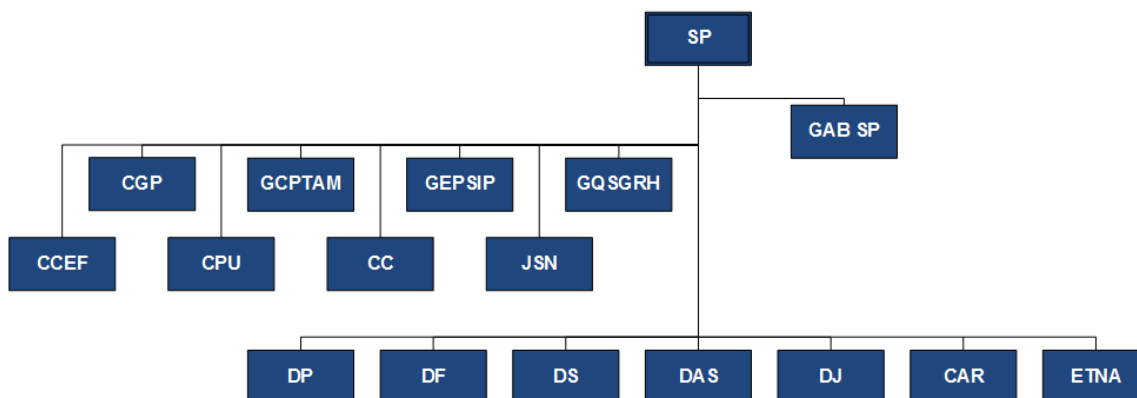 SP
GAB SP
CGP
GCPTAM
GEPSIP
GQSGRH
CCEF
CPU
CC
JSN
DP
DF
DS
DAS
DJ
CAR
ETNA